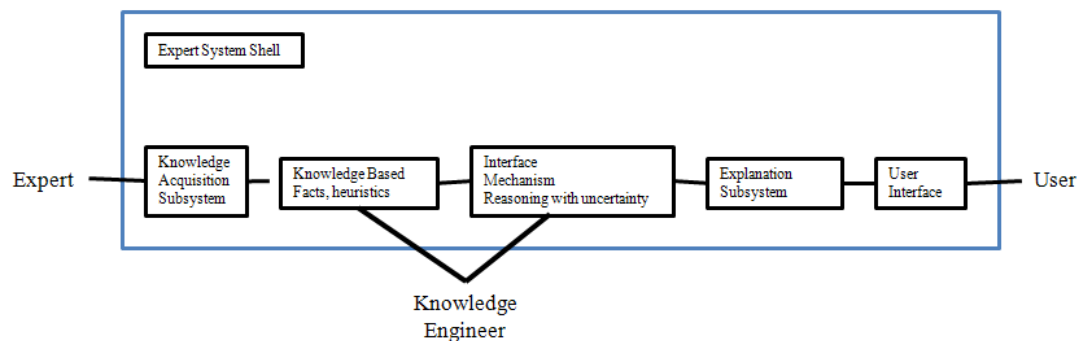 Expert System Shell
Expert
Knowledge
Acquisition
Subsystem
Knowledge Based
Facts, heuristics
Interface
Mechanism
Reasoning with uncertainty
Explanation
Subsystem
User
Interface
User
Knowledge
Engineer